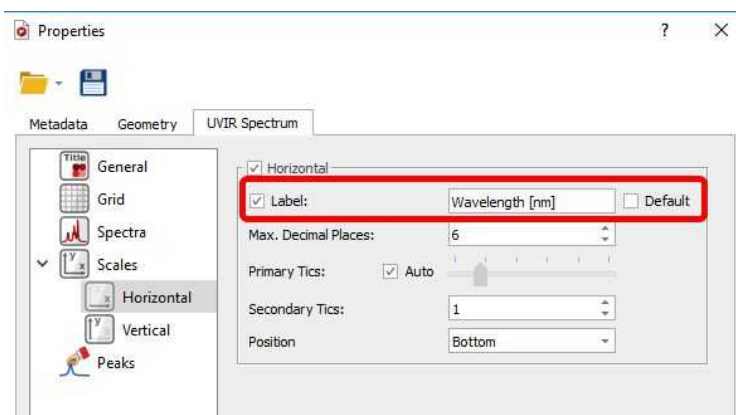 Properties
?
Metadata Geometry UVIR Spectrum
Title
General
Grid
Spectra
Y
x
Scales
x
Horizontal
Y
Vertical
Peaks
Horizontal
Label: Wavelength [nm] Default
Max. Decimal Places: 6
Primary Tics: Auto
Secondary Tics: 1
Position Bottom